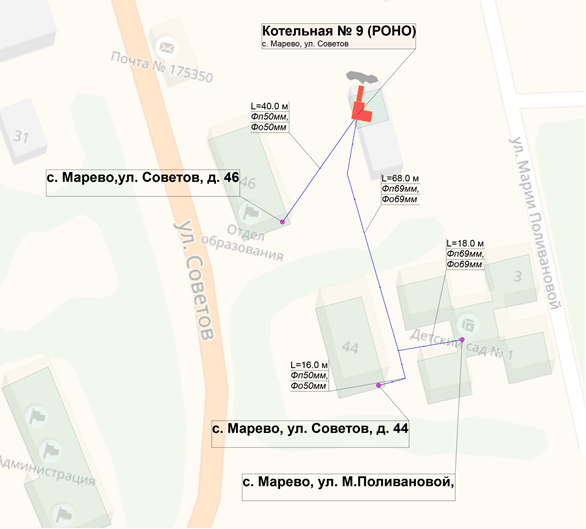 Котельная № 9 (РОНО)
с. Марево, ул. Советов
Почта № 175350
31
L=40.0 м
Фп50мм,
Фо50мм
с. Марево,ул. Советов, д. 46
46
Отдел
образования
L=68.0 м
Фп69мм,
Фо69мм
ул. Марии Поливановой
ул. Советов
L=18.0 м
Фп69мм,
Фо69мм
3
Детский сад № 1
44
L=16.0 м
Фп50мм,
Фо50мм
с. Марево, ул. Советов, д. 44
Администрация
с. Марево, ул. М.Поливановой,